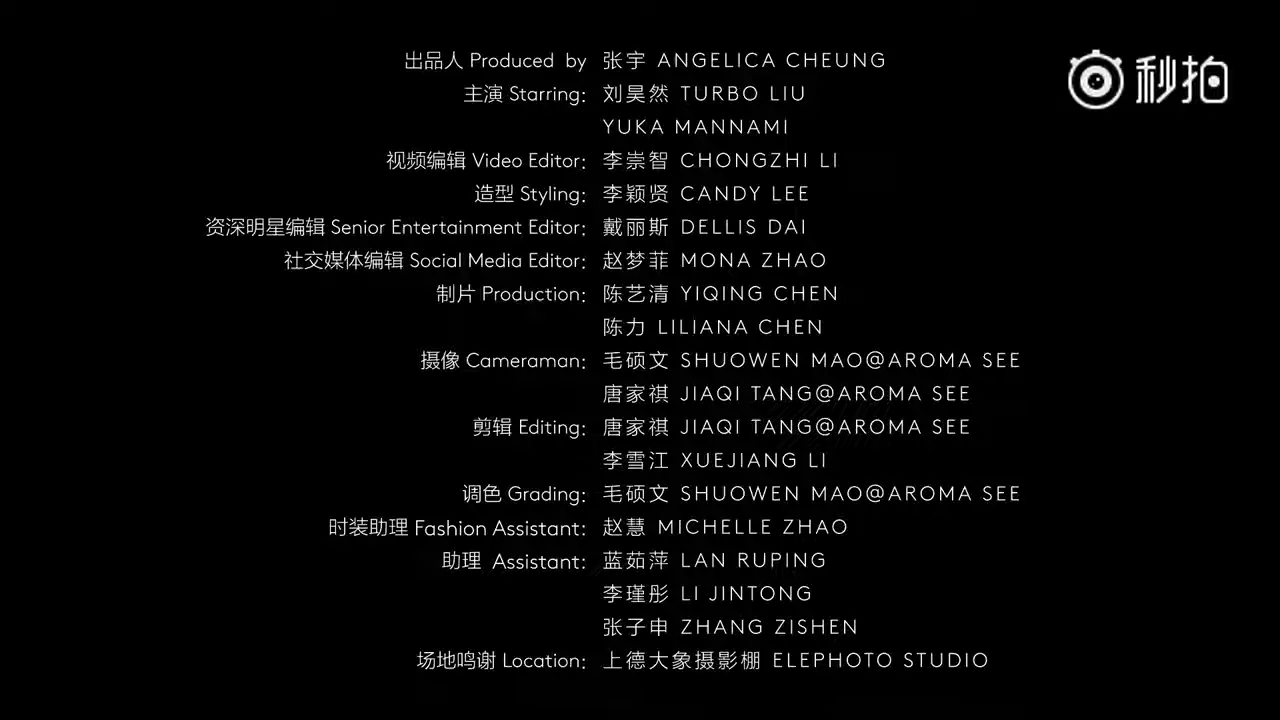 出品人 Produced by 张宇 ANGELICA CHEUNG
秒拍
主演 Starring: 刘昊然 TURBO LIU
YUKA MANNAMI
视频编辑 Video Editor: 李崇智 CHONGZHI LI
造型 Styling: 李颖贤 CANDY LEE
资深明星编辑 Senior Entertainment Editor: 戴丽斯 DELLIS DAI
社交媒体编辑 Social Media Editor: 赵梦菲 MONA ZHAO
制片 Production: 陈艺清 YIQING CHEN
陈力 LILIANA CHEN
摄像 Cameraman: 毛硕文 SHUOWEN MAO@AROMA SEE
唐家祺 JIAQI TANG@AROMA SEE
剪辑 Editing: 唐家祺 JIAQI TANG@AROMA SEE
李雪江 XUEJIANG LI
调色 Grading: 毛硕文 SHUOWEN MAO@AROMA SEE
时装助理 Fashion Assistant: 赵慧 MICHELLE ZHAO
助理 Assistant: 蓝茹萍 LAN RUPING
李瑾彤 LI JINTONG
张子申 ZHANG ZISHEN
场地鸣谢 Location: 上德大象摄影棚 ELEPHOTO STUDIO